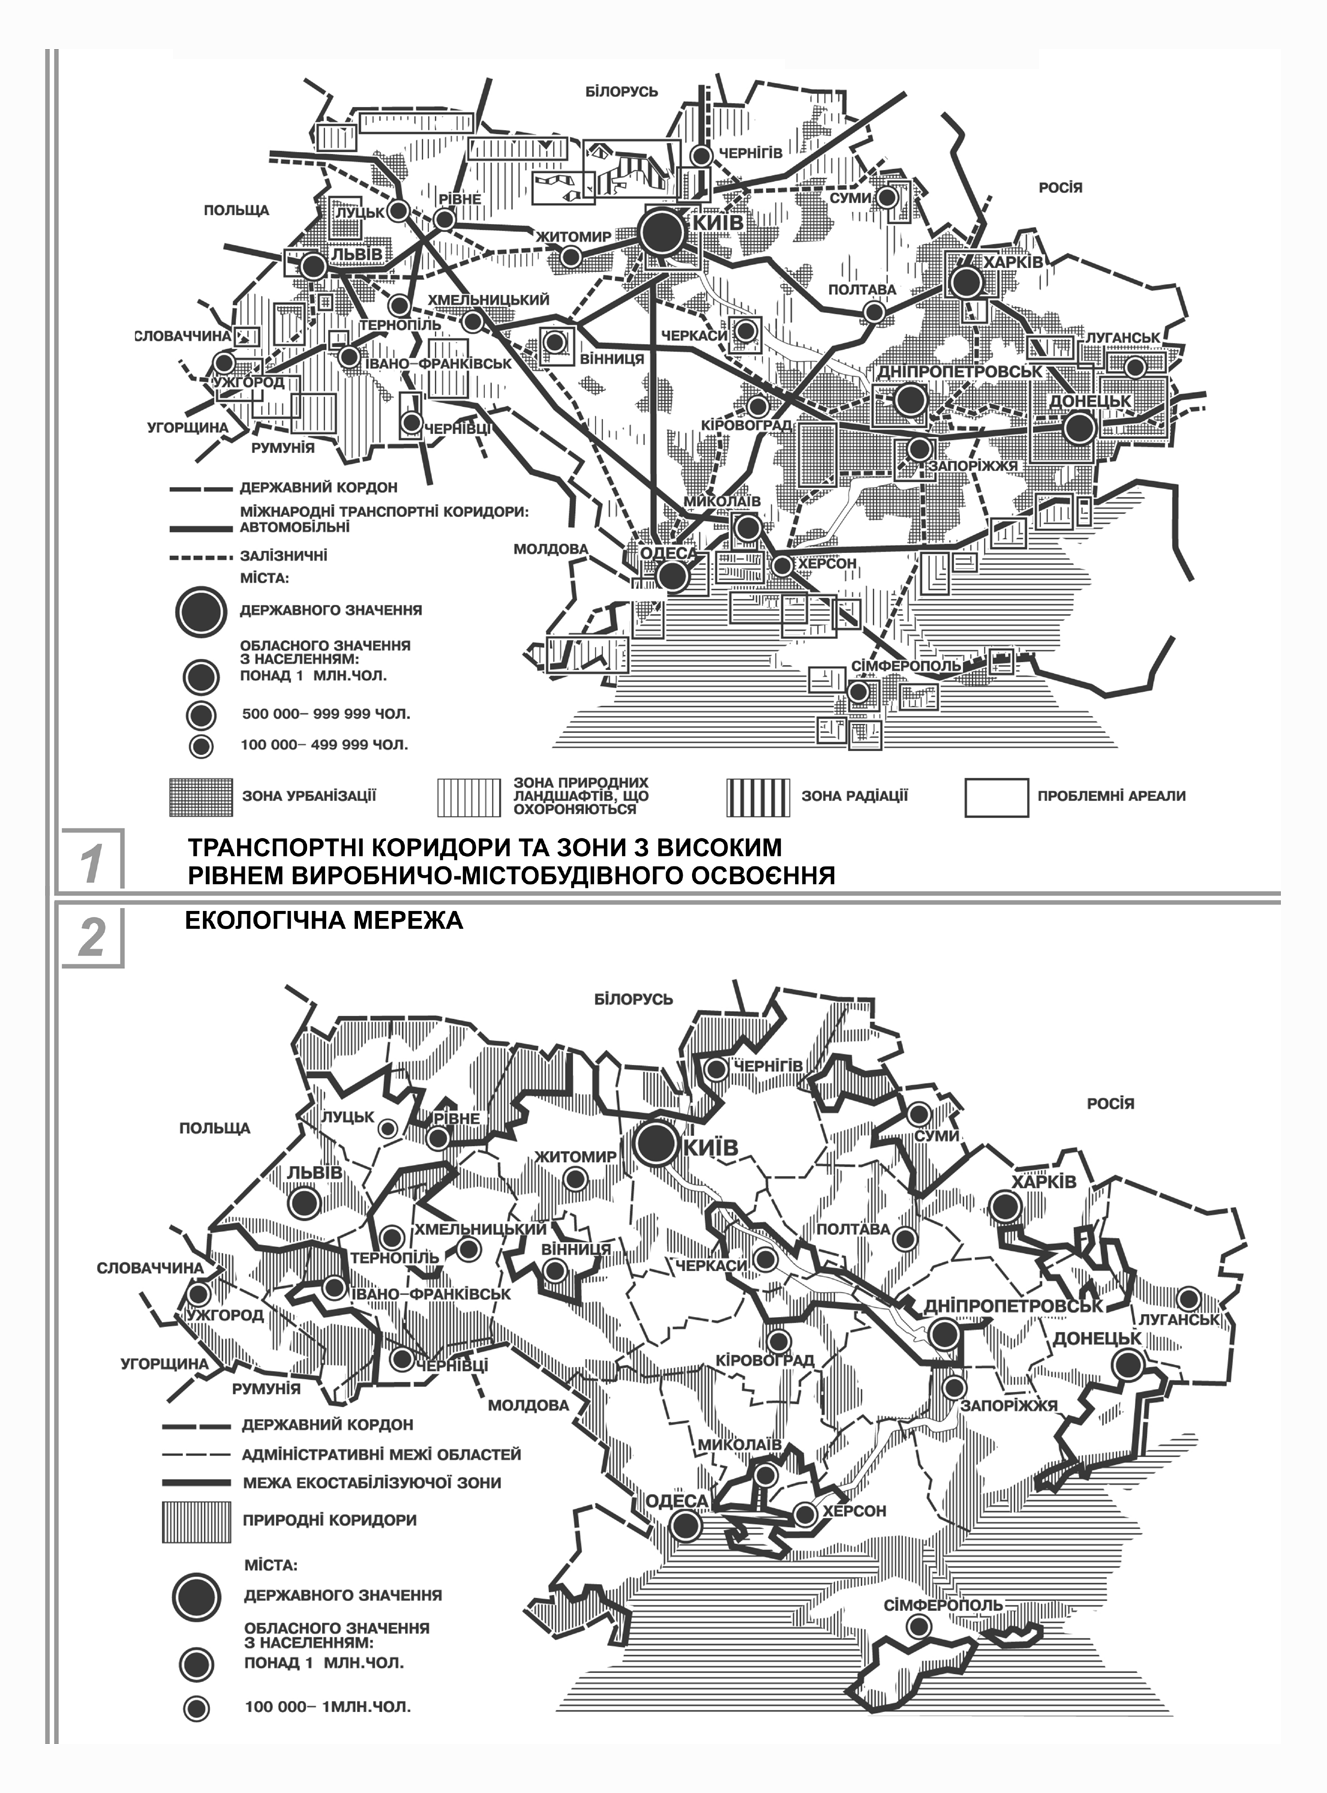 БІЛОРУСЬ
ЧЕРНІГІВ
РОСІЯ
СУМИ
РІВНЕ
ПОЛЬЩА
ЛУЦЬК
КИЇВ
ЖИТОМИР
ЛЬВІВ
ХАРКІВ
ПОЛТАВА
ХМЕЛЬНИЦЬКИЙ
ТЕРНОПІЛЬ
СЛОВАЧЧИНА
ЧЕРКАСИ
ЛУГАНСЬК
ВІННИЦЯ
ІВАНО–ФРАНКІВСЬК
УЖГОРОД
ДНІПРОПЕТРОВСЬК
ДОНЕЦЬК
УГОРЩИНА
ЧЕРНІВЦІ
КІРОВОГРАД
РУМУНІЯ
ЗАПОРІЖЖЯ
МИКОЛАЇВ
МОЛДОВА
ОДЕСА
ХЕРСОН
СІМФЕРОПОЛЬ
ДЕРЖАВНИЙ КОРДОН
МІЖНАРОДНІ ТРАНСПОРТНІ КОРИДОРИ:
АВТОМОБІЛЬНІ
ЗАЛІЗНИЧНІ
МІСТА:
ДЕРЖАВНОГО ЗНАЧЕННЯ
ОБЛАСНОГО ЗНАЧЕННЯ
З НАСЕЛЕННЯМ:
ПОНАД 1 МЛН.ЧОЛ.
500 000– 999 999 ЧОЛ.
100 000– 499 999 ЧОЛ.
ЗОНА УРБАНІЗАЦІЇ
ЗОНА ПРИРОДНИХ
ЛАНДШАФТІВ, ЩО
ОХОРОНЯЮТЬСЯ
ЗОНА РАДІАЦІЇ
ПРОБЛЕМНІ АРЕАЛИ
1
ТРАНСПОРТНІ КОРИДОРИ ТА ЗОНИ З ВИСОКИМ
РІВНЕМ ВИРОБНИЧО-МІСТОБУДІВНОГО ОСВОЄННЯ
2
ЕКОЛОГІЧНА МЕРЕЖА
БІЛОРУСЬ
ЧЕРНІГІВ
РОСІЯ
ЛУЦЬК
РІВНЕ
ПОЛЬЩА
СУМИ
КИЇВ
ЖИТОМИР
ЛЬВІВ
ХАРКІВ
ХМЕЛЬНИЦЬКИЙ
ПОЛТАВА
ВІННИЦЯ
ТЕРНОПІЛЬ
СЛОВАЧЧИНА
ЧЕРКАСИ
ІВАНО–ФРАНКІВСЬК
УЖГОРОД
ДНІПРОПЕТРОВСЬК
ЛУГАНСЬК
ДОНЕЦЬК
УГОРЩИНА
ЧЕРНІВЦІ
КІРОВОГРАД
РУМУНІЯ
МОЛДОВА
ЗАПОРІЖЖЯ
МИКОЛАЇВ
ОДЕСА
ХЕРСОН
СІМФЕРОПОЛЬ
ДЕРЖАВНИЙ КОРДОН
АДМІНІСТРАТИВНІ МЕЖІ ОБЛАСТЕЙ
МЕЖА ЕКОСТАБІЛІЗУЮЧОЇ ЗОНИ
ПРИРОДНІ КОРИДОРИ
МІСТА:
ДЕРЖАВНОГО ЗНАЧЕННЯ
ОБЛАСНОГО ЗНАЧЕННЯ
З НАСЕЛЕННЯМ:
ПОНАД 1 МЛН.ЧОЛ.
100 000– 1МЛН.ЧОЛ.